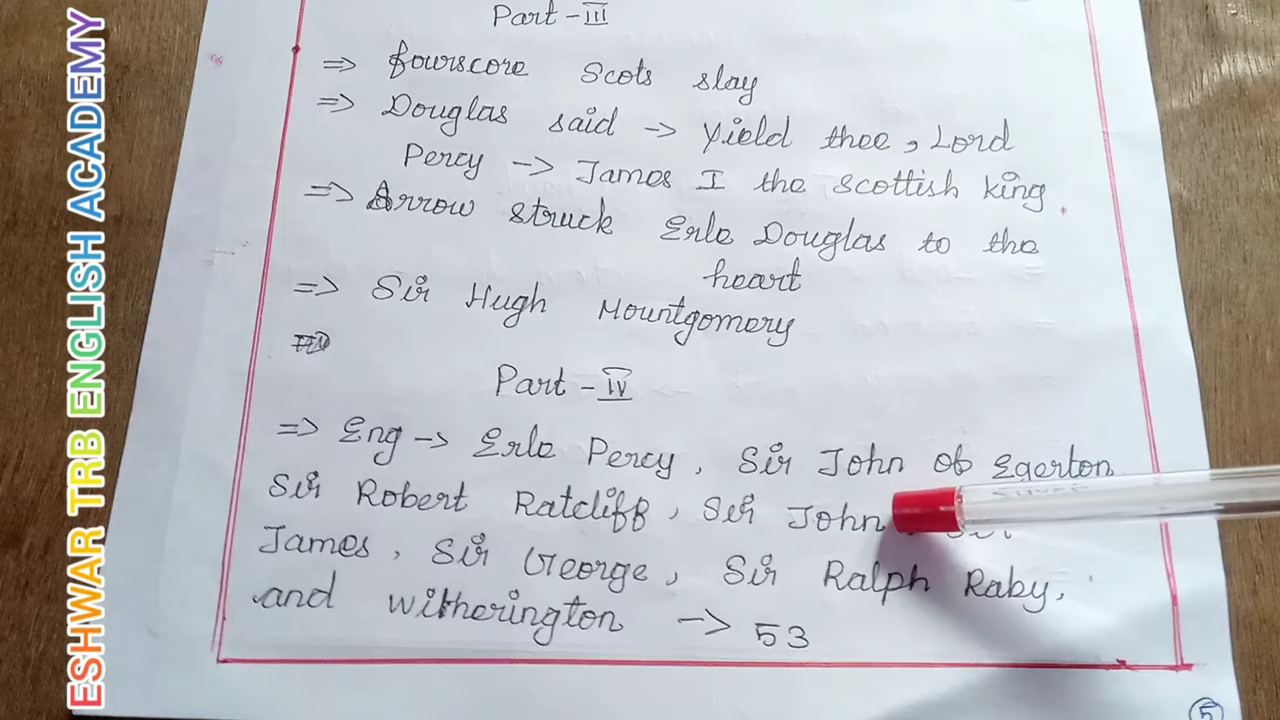 ESHWAR TRB ENGLISH ACADEMY
Part - III
=> fourscore Scots slay
=> Douglas said -> Yield thee, Lord
Percy -> James I the Scottish king
=> Arrow struck Erle Douglas to the
heart
=> Sir Hugh Mountgomery
Part - IV
=> Eng -> Erle Percy, Sir John of Egerton
Sir Robert Ratcliff, Sir John, Sir
James, Sir George, Sir Ralph Raby,
and Witherington -> 53
5